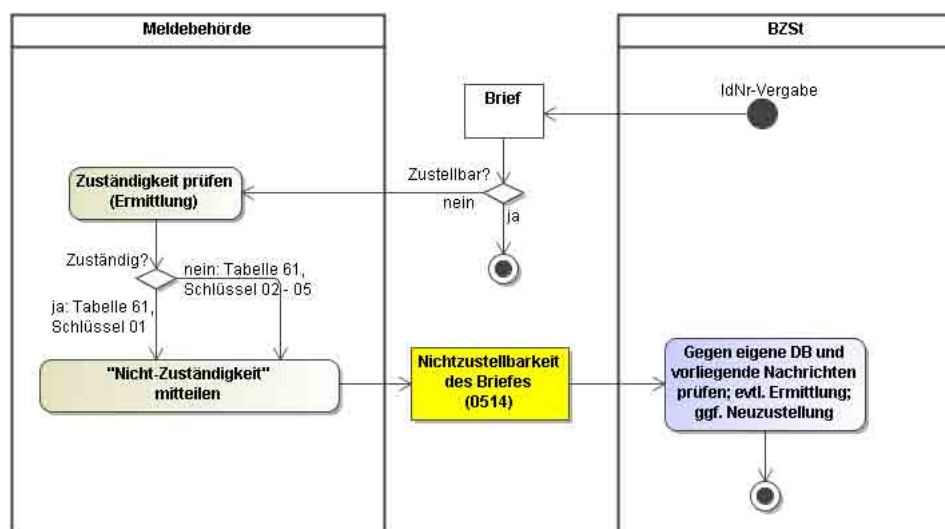 Meldebehörde
BZSt
IdNr-Vergabe
Brief
Zustellbar?
nein
ja
Zuständigkeit prüfen
(Ermittlung)
Zuständig?
nein: Tabelle 61,
Schlüssel 02 - 05
ja: Tabelle 61,
Schlüssel 01
"Nicht-Zuständigkeit"
mitteilen
Nichtzustellbarkeit
des Briefes
(0514)
Gegen eigene DB und
vorliegende Nachrichten
prüfen; evtl. Ermittlung;
ggf. Neuzustellung